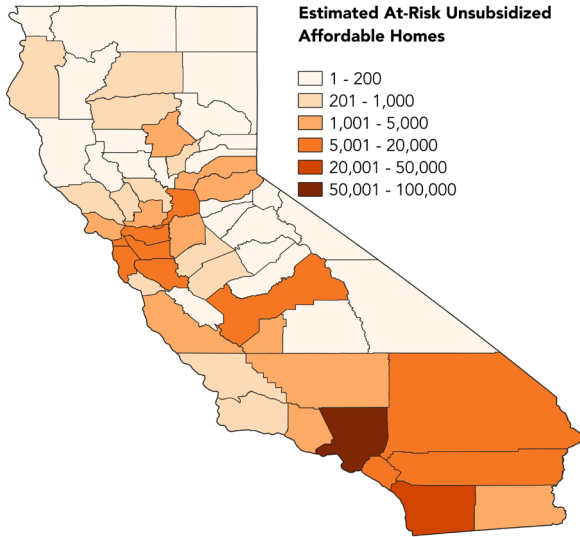 Estimated At-Risk Unsubsidized
Affordable Homes
1 - 200
201 - 1,000
1,001 - 5,000
5,001 - 20,000
20,001 - 50,000
50,001 - 100,000